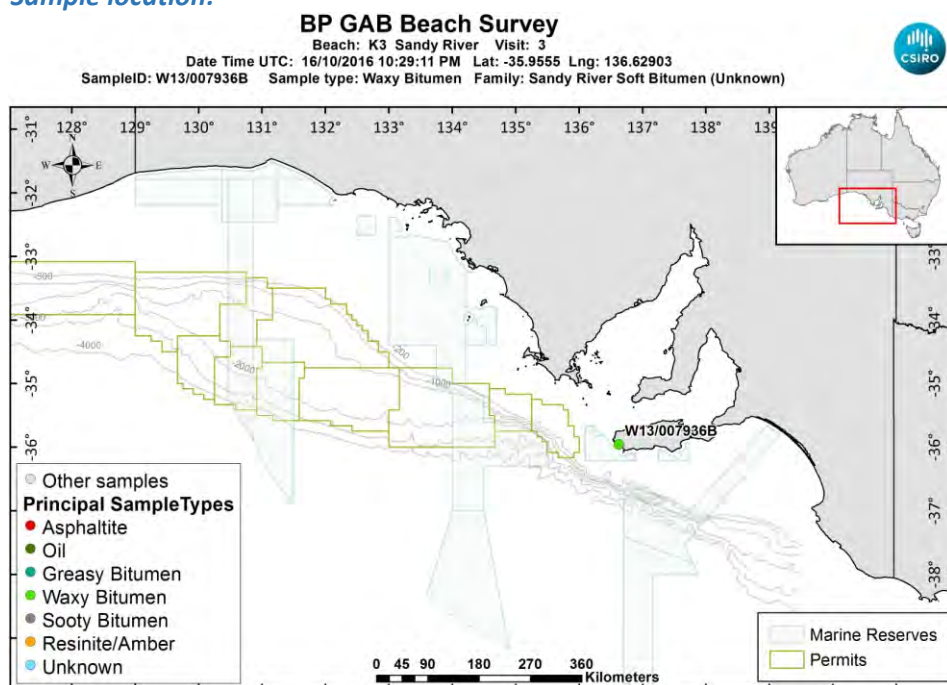 Sample location:
BP GAB Beach Survey
Beach: K3 Sandy River Visit: 3
Date Time UTC: 16/10/2016 10:29:11 PM Lat: -35.9555 Lng: 136.62903
SampleID: W13/007936B Sample type: Waxy Bitumen Family: Sandy River Soft Bitumen (Unknown)
CSIRO
128° 129° 130° 131° 132° 133° 134° 135° 136° 137° 138° 139°
-31°
-32°
-33°
-34°
-35°
-36°
-37°
-38°
N
W E
S
-33°
-34°
-35°
-36°
-37°
-38°
-500
-4000
-2000
-200
-1000
W13/007936B
Other samples
Principal SampleTypes
Asphaltite
Oil
Greasy Bitumen
Waxy Bitumen
Sooty Bitumen
Resinite/Amber
Unknown
0 45 90 180 270 360
Kilometers
Marine Reserves
Permits